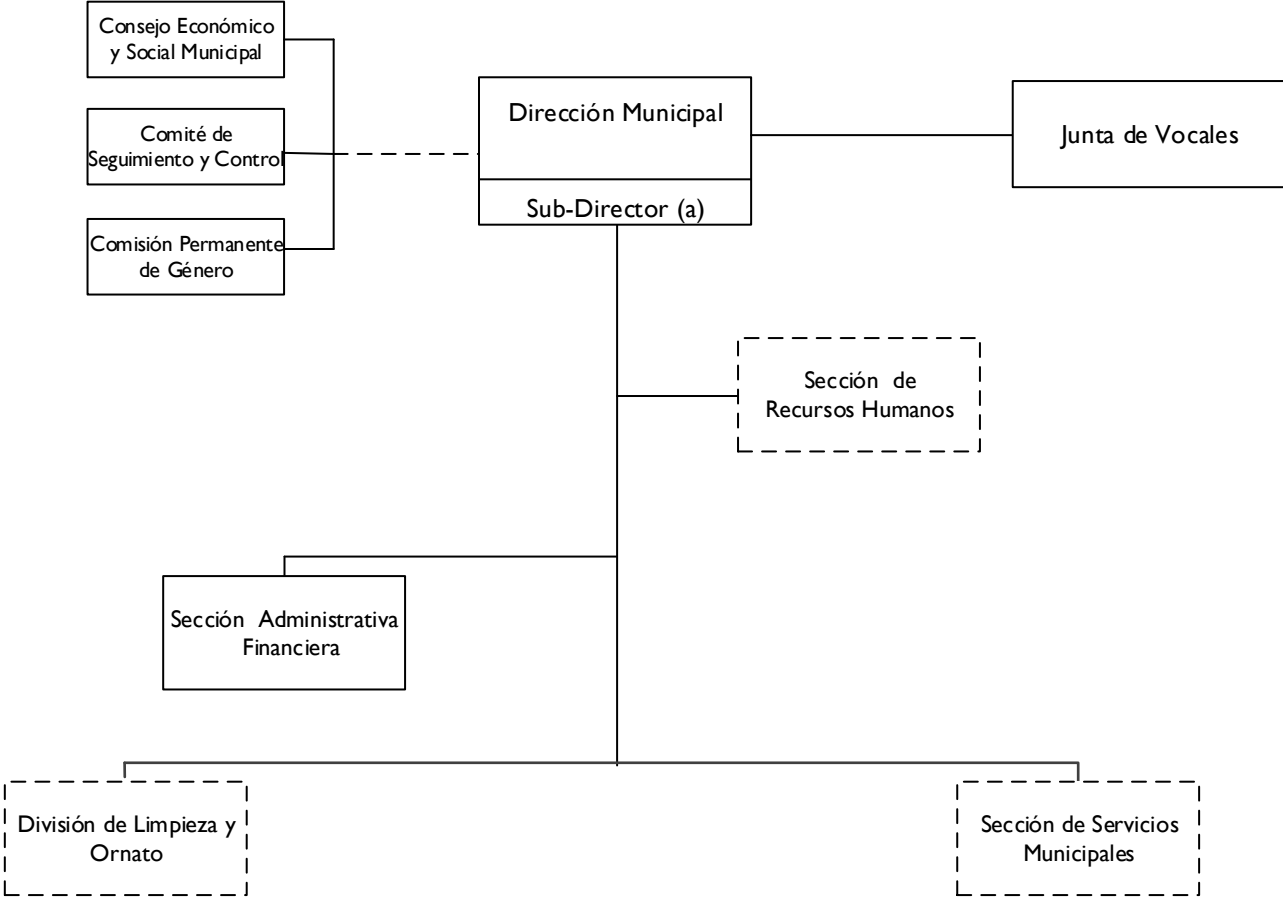 Consejo Económico
y Social Municipal
Comité de
Seguimiento y Control
Comisión Permanente
de Género
Dirección Municipal
Sub-Director (a)
Junta de Vocales
Sección de
Recursos Humanos
Sección Administrativa
Financiera
División de Limpieza y
Ornato
Sección de Servicios
Municipales